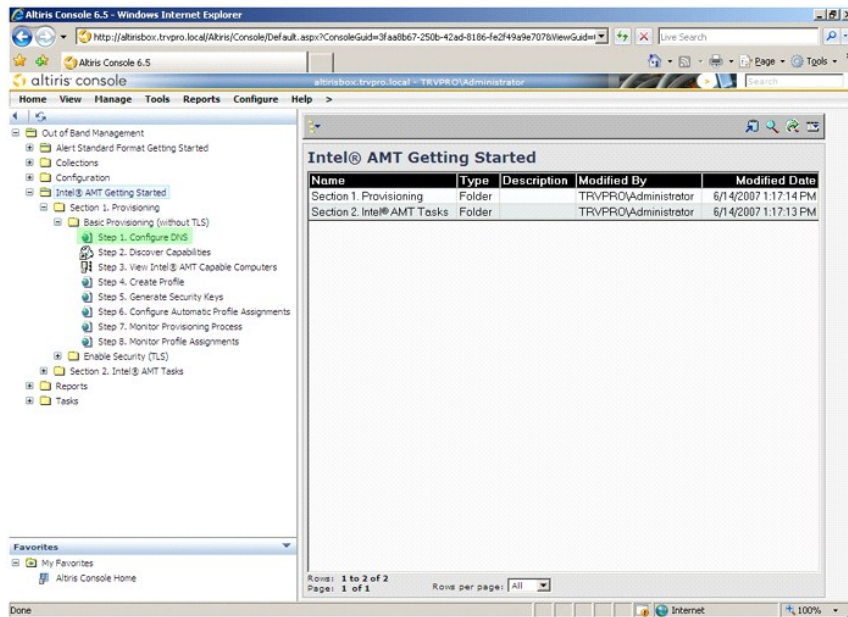 Altiris Console 6.5 - Windows Internet Explorer
http://altirisbox.trvpro.local/Altiris/Console/Default.aspx?ConsoleGuid=3faa8b67-250b-42ad-8186-fe2f49a9e707&ViewGuid=
Live Search
Altiris Console 6.5
Page
Tools
altiris console
altirisbox.trvpro.local - TRVPRO\Administrator
Search
Home View Manage Tools Reports Configure Help >
Out of Band Management
Alert Standard Format Getting Started
Collections
Configuration
Intel® AMT Getting Started
Section 1. Provisioning
Basic Provisioning (without TLS)
Step 1. Configure DNS
Step 2. Discover Capabilities
Step 3. View Intel® AMT Capable Computers
Step 4. Create Profile
Step 5. Generate Security Keys
Step 6. Configure Automatic Profile Assignments
Step 7. Monitor Provisioning Process
Step 8. Monitor Profile Assignments
Enable Security (TLS)
Section 2. Intel® AMT Tasks
Reports
Tasks
Intel® AMT Getting Started
Name Type Description Modified By Modified Date
Section 1. Provisioning Folder TRVPRO\Administrator 6/14/2007 1:17:14 PM
Section 2. Intel® AMT Tasks Folder TRVPRO\Administrator 6/14/2007 1:17:13 PM
Favorites
My Favorites
Altiris Console Home
Rows: 1 to 2 of 2
Page: 1 of 1
Rows per page: All
Done
Internet
100%